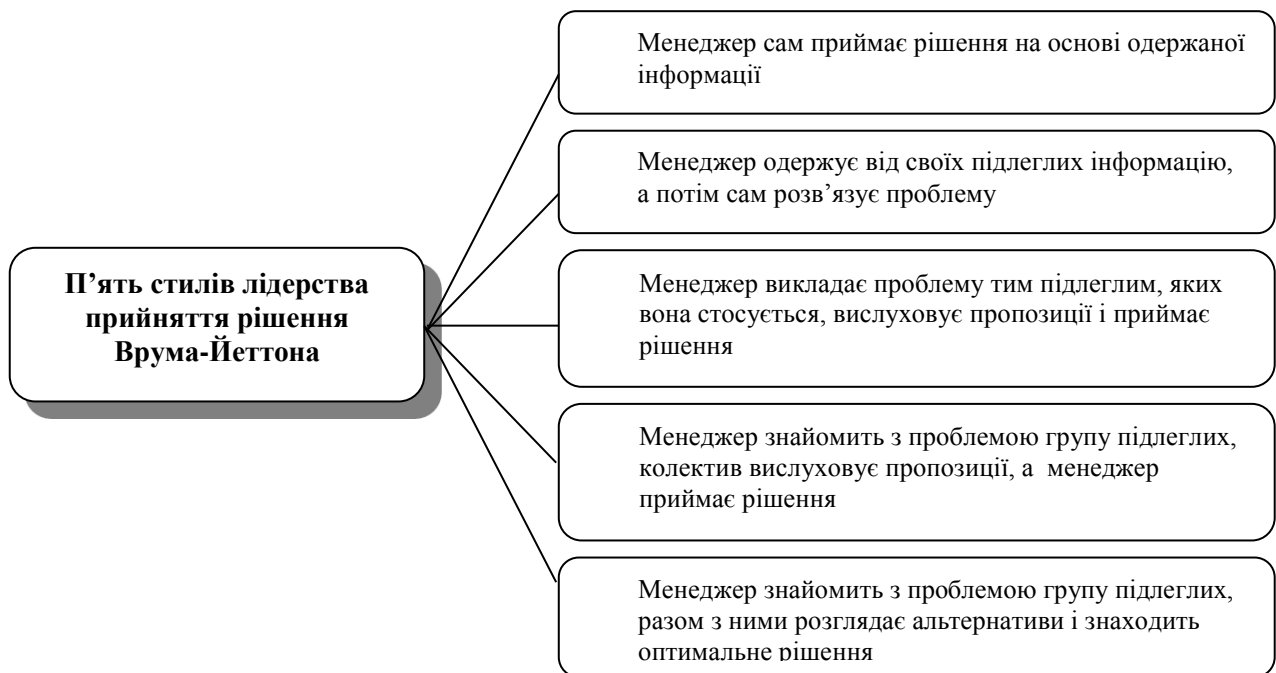 Менеджер сам приймає рішення на основі одержаної
інформації
Менеджер одержує від своїх підлеглих інформацію,
а потім сам розв’язує проблему
П’ять стилів лідерства
прийняття рішення
Врума-Йеттона
Менеджер викладає проблему тим підлеглим, яких
вона стосується, вислуховує пропозиції і приймає
рішення
Менеджер знайомить з проблемою групу підлеглих,
колектив вислуховує пропозиції, а  менеджер
приймає рішення
Менеджер знайомить з проблемою групу підлеглих,
разом з ними розглядає альтернативи і знаходить
оптимальне рішення